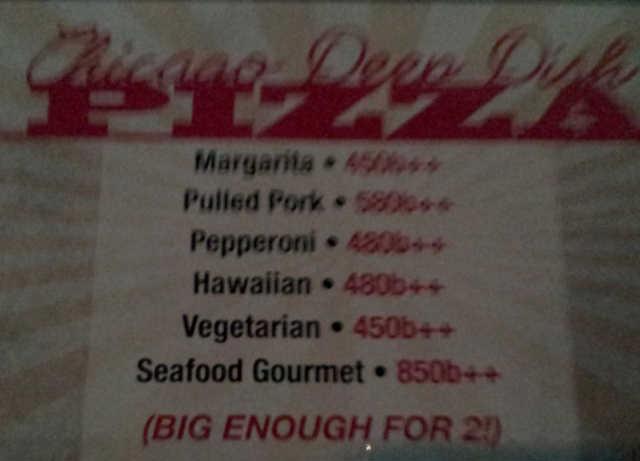 Chicago Deep Dish
PIZZA
Margarita • 450b++
Pulled Pork • 580b++
Pepperoni • 480b++
Hawaiian • 480b++
Vegetarian • 450b++
Seafood Gourmet • 850b++
(BIG ENOUGH FOR 2!)